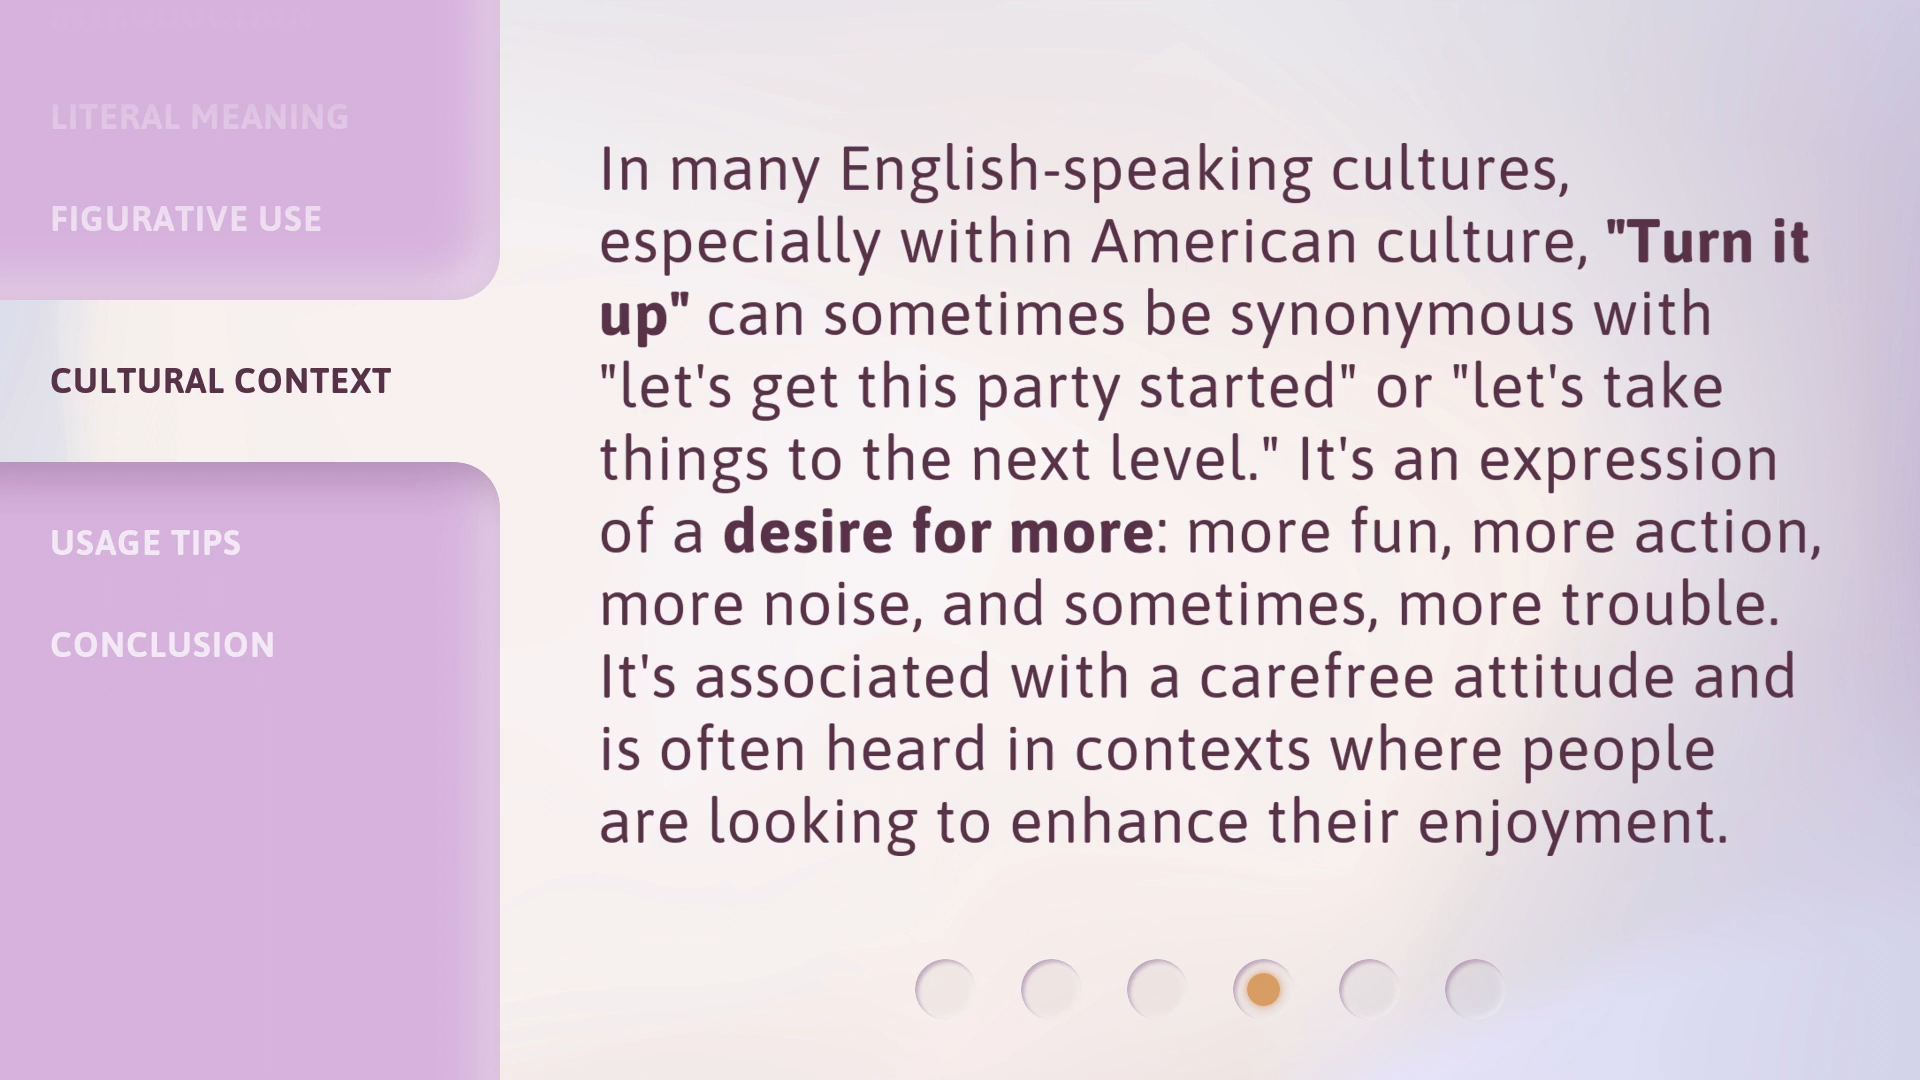 LITERAL MEANING
FIGURATIVE USE
CULTURAL CONTEXT
USAGE TIPS
CONCLUSION
In many English-speaking cultures,
especially within American culture, "Turn it
up" can sometimes be synonymous with
"let's get this party started" or "let's take
things to the next level." It's an expression
of a desire for more: more fun, more action,
more noise, and sometimes, more trouble.
It's associated with a carefree attitude and
is often heard in contexts where people
are looking to enhance their enjoyment.